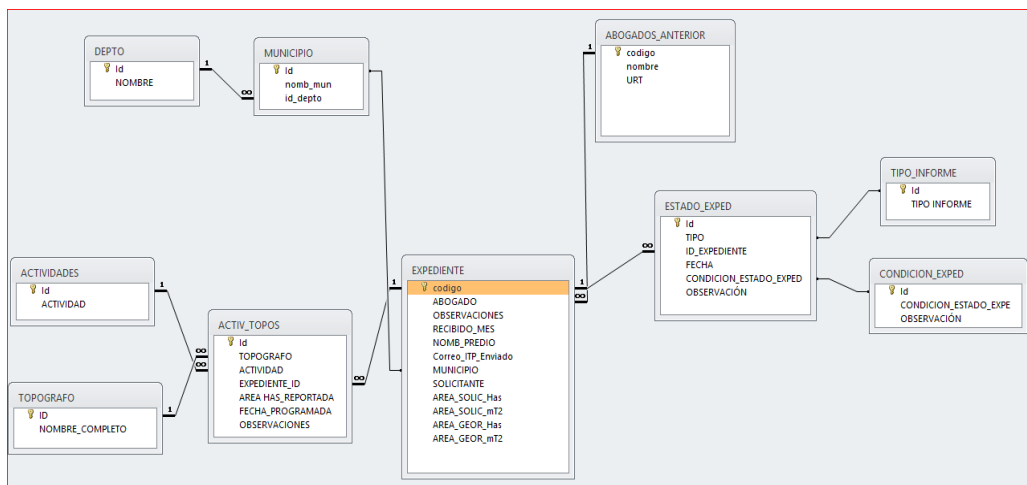 DEPTO
Id
NOMBRE
1
∞
MUNICIPIO
Id
nomb_mun
id_depto
ABOGADOS_ANTERIOR
codigo
nombre
URT
1
TIPO_INFORME
Id
TIPO INFORME
ESTADO_EXPED
Id
TIPO
ID_EXPEDIENTE
FECHA
CONDICION_ESTADO_EXPED
OBSERVACIÓN
∞
CONDICION_EXPED
Id
CONDICION_ESTADO_EXPE
OBSERVACIÓN
ACTIVIDADES
Id
ACTIVIDAD
1
EXPEDIENTE
codigo
ABOGADO
OBSERVACIONES
RECIBIDO_MES
NOMB_PREDIO
Correo_ITP_Enviado
MUNICIPIO
SOLICITANTE
AREA_SOLIC_Has
AREA_SOLIC_mT2
AREA_GEOR_Has
AREA_GEOR_mT2
1
1
∞
ACTIV_TOPOS
Id
TOPOGRAFO
ACTIVIDAD
EXPEDIENTE_ID
AREA HAS_REPORTADA
FECHA_PROGRAMADA
OBSERVACIONES
∞
∞
∞
TOPOGRAFO
ID
NOMBRE_COMPLETO
1